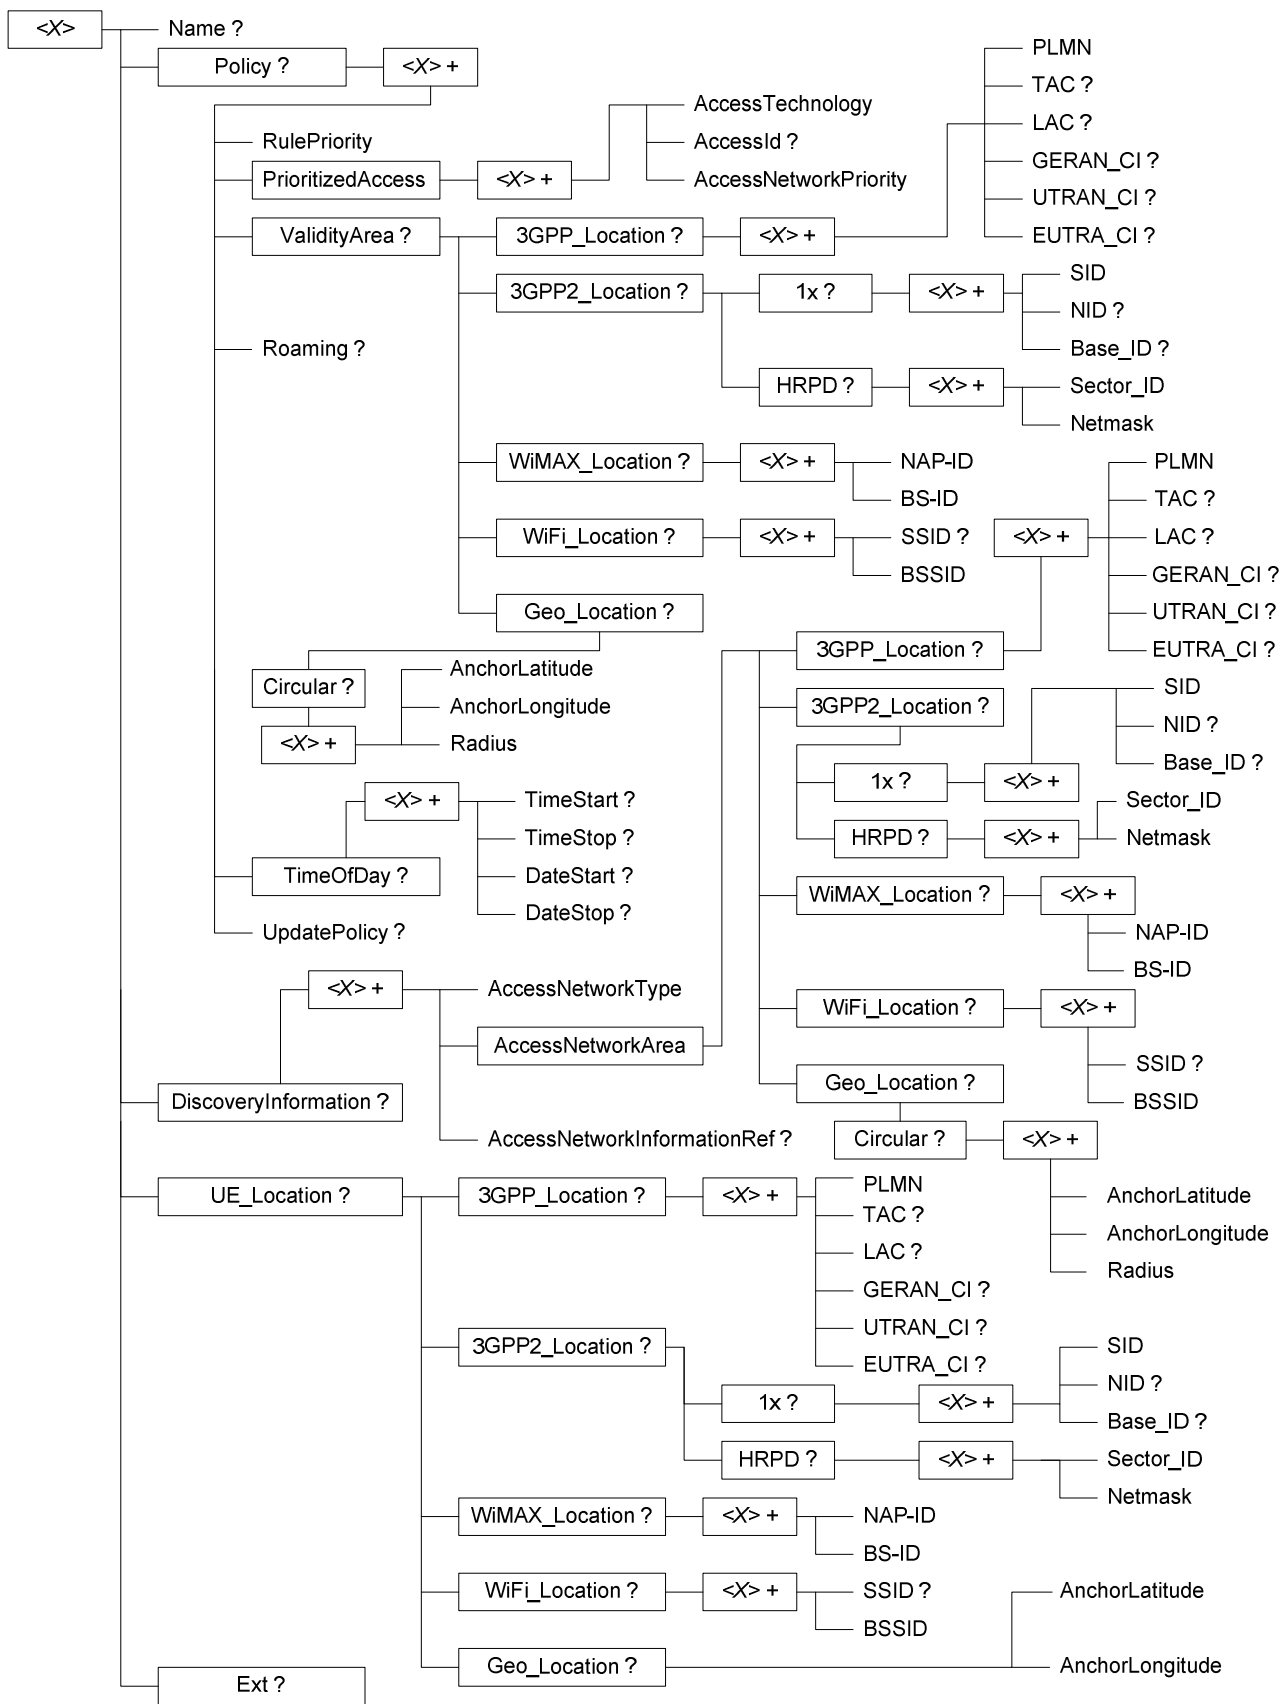 <X>
Name ?
Policy ?
<X> +
RulePriority
PrioritizedAccess
<X> +
AccessTechnology
AccessId ?
AccessNetworkPriority
ValidityArea ?
3GPP_Location ?
<X> +
PLMN
TAC ?
LAC ?
GERAN_CI ?
UTRAN_CI ?
EUTRA_CI ?
3GPP2_Location ?
1x ?
<X> +
SID
NID ?
Base_ID ?
HRPD ?
<X> +
Sector_ID
Netmask
WiMAX_Location ?
<X> +
NAP-ID
BS-ID
WiFi_Location ?
<X> +
SSID ?
BSSID
Geo_Location ?
Circular ?
<X> +
AnchorLatitude
AnchorLongitude
Radius
Roaming ?
TimeOfDay ?
<X> +
TimeStart ?
TimeStop ?
DateStart ?
DateStop ?
UpdatePolicy ?
DiscoveryInformation ?
<X> +
AccessNetworkType
AccessNetworkArea
3GPP_Location ?
<X> +
PLMN
TAC ?
LAC ?
GERAN_CI ?
UTRAN_CI ?
EUTRA_CI ?
3GPP2_Location ?
1x ?
<X> +
SID
NID ?
Base_ID ?
HRPD ?
<X> +
Sector_ID
Netmask
WiMAX_Location ?
<X> +
NAP-ID
BS-ID
WiFi_Location ?
<X> +
SSID ?
BSSID
Geo_Location ?
Circular ?
<X> +
AnchorLatitude
AnchorLongitude
Radius
AccessNetworkInformationRef ?
UE_Location ?
3GPP_Location ?
<X> +
PLMN
TAC ?
LAC ?
GERAN_CI ?
UTRAN_CI ?
EUTRA_CI ?
3GPP2_Location ?
1x ?
<X> +
SID
NID ?
Base_ID ?
HRPD ?
<X> +
Sector_ID
Netmask
WiMAX_Location ?
<X> +
NAP-ID
BS-ID
WiFi_Location ?
<X> +
SSID ?
BSSID
Geo_Location ?
AnchorLatitude
AnchorLongitude
Ext ?